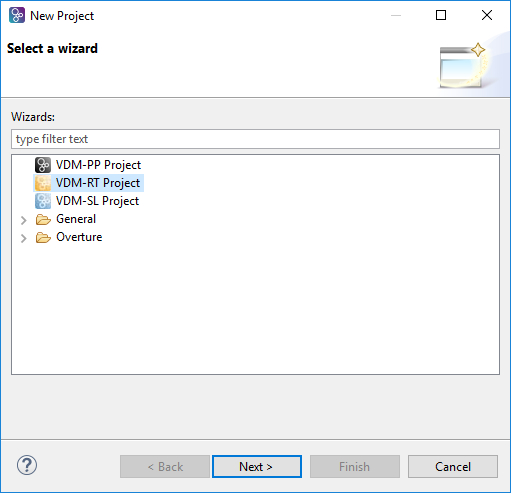 New Project
Select a wizard
Wizards:
type filter text
VDM-PP Project
VDM-RT Project
VDM-SL Project
General
Overture
?
< Back
Next >
Finish
Cancel